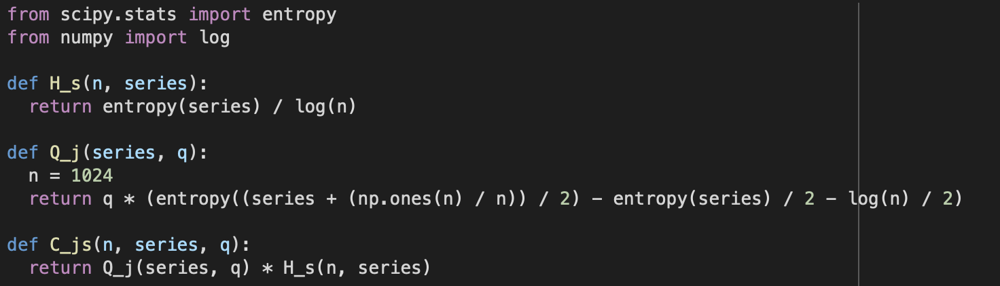 from scipy.stats import entropy
from numpy import log
def H_s(n, series):
  return entropy(series) / log(n)
def Q_j(series, q):
  n = 1024
  return q * (entropy((series + (np.ones(n) / n)) / 2) - entropy(series) / 2 - log(n) / 2)
def C_js(n, series, q):
  return Q_j(series, q) * H_s(n, series)